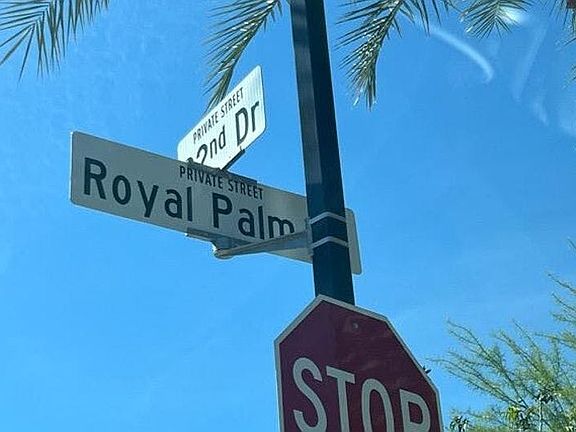 PRIVATE STREET
2nd Dr
PRIVATE STREET
Royal Palm
STOP